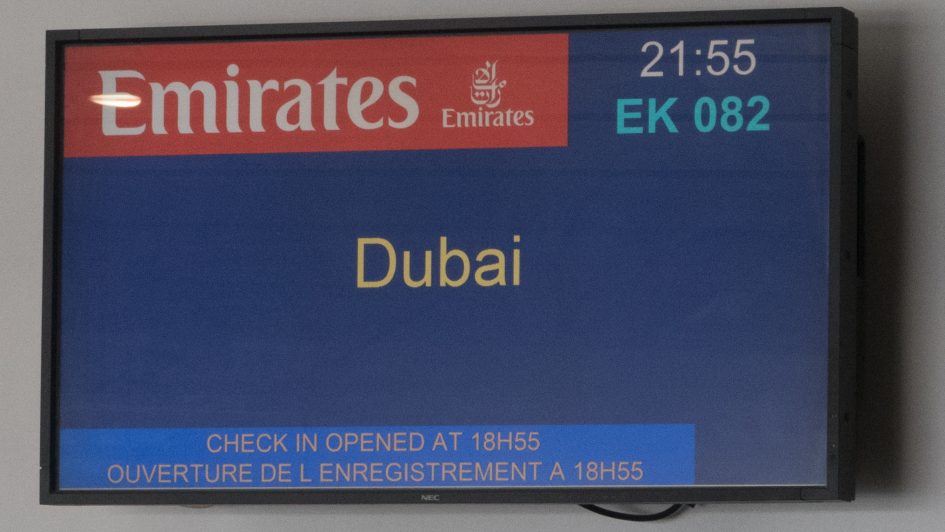 Emirates
Emirates
21:55
EK 082
Dubai
CHECK IN OPENED AT 18H55
OUVERTURE DE L ENREGISTREMENT A 18H55
NEC